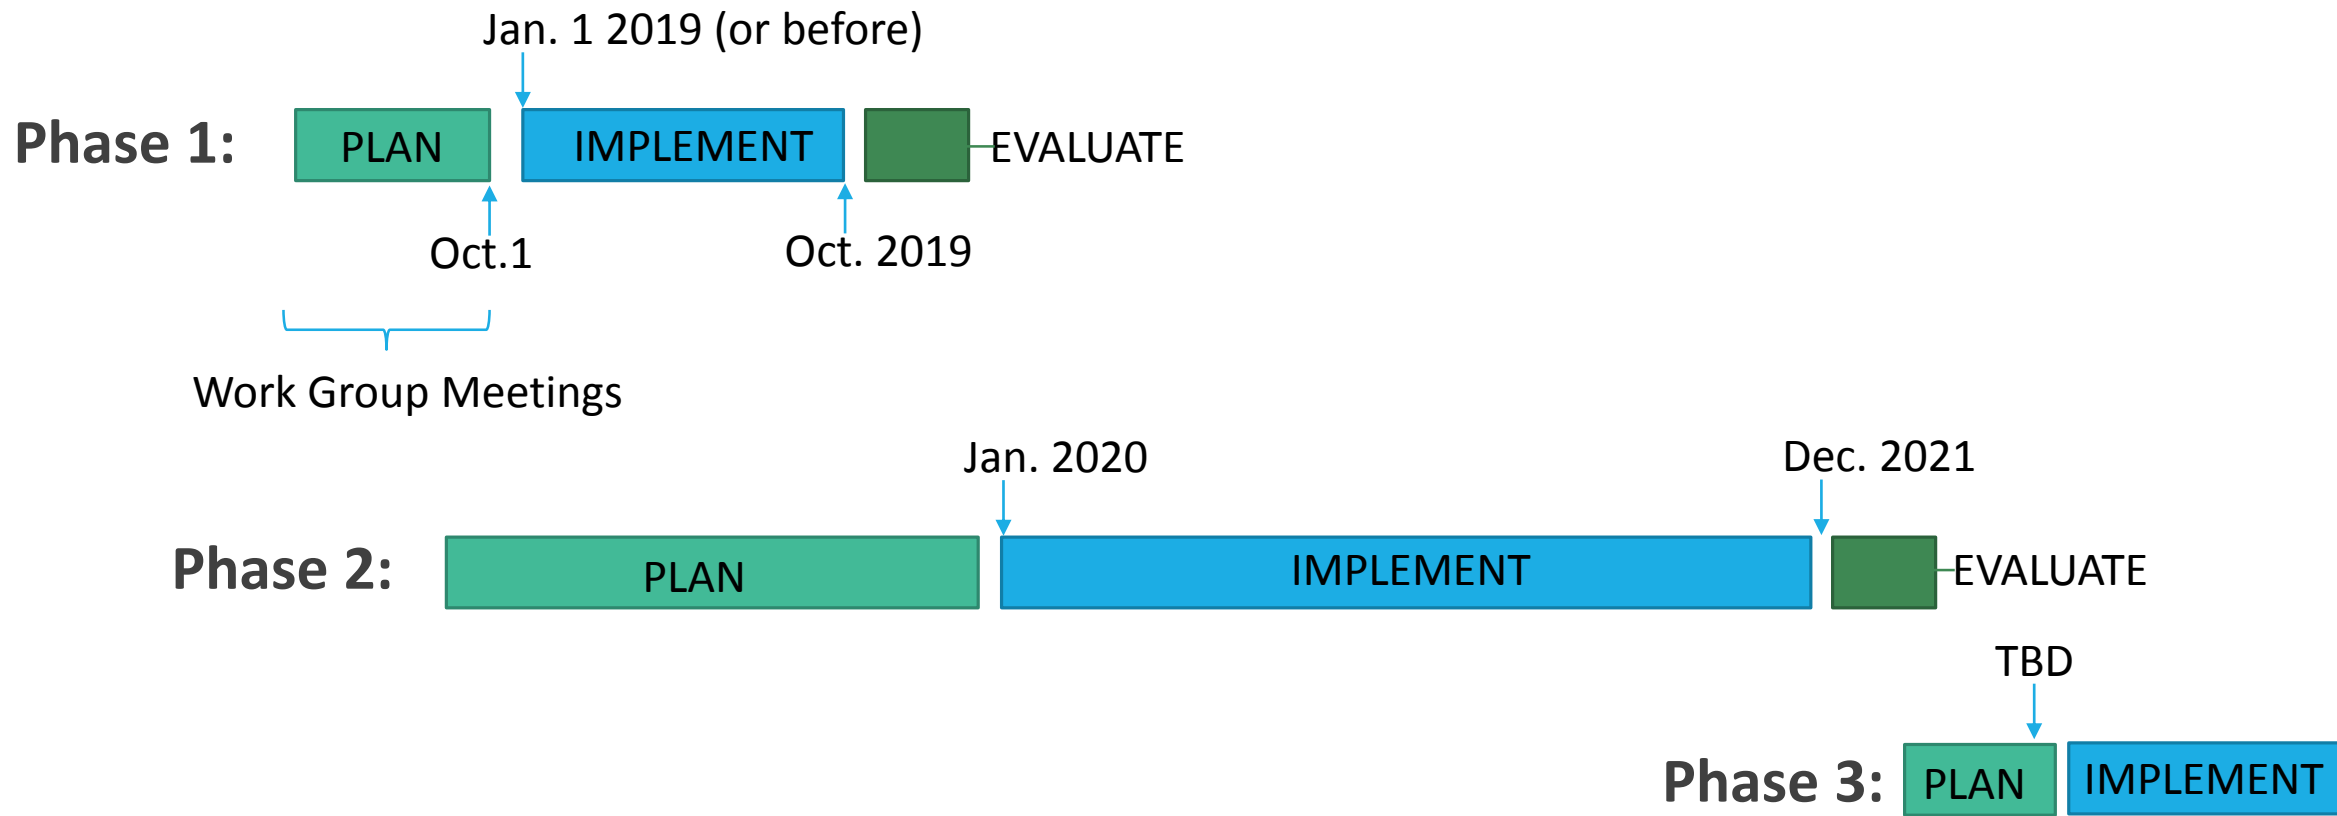 Jan. 1 2019 (or before)
Phase 1:
PLAN
IMPLEMENT
EVALUATE
Oct.1
Oct. 2019
Work Group Meetings
Jan. 2020
Dec. 2021
Phase 2:
PLAN
IMPLEMENT
EVALUATE
TBD
Phase 3:
PLAN
IMPLEMENT